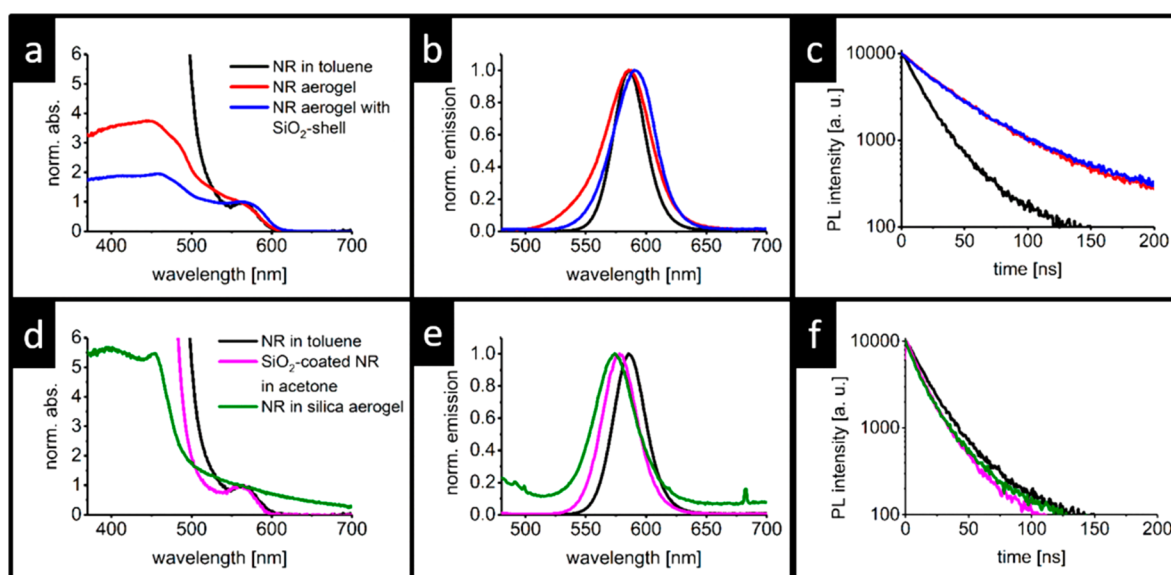 a
6
5
4
3
2
1
0
NR in toluene
NR aerogel
NR aerogel with
SiO₂-shell
norm. abs.
400 500 600 700
wavelength [nm]
b
1.0
0.8
0.6
0.4
0.2
0.0
norm. emission
500 550 600 650 700
wavelength [nm]
c
10000
1000
100
PL intensity [a. u.]
0 50 100 150 200
time [ns]
d
6
5
4
3
2
1
0
NR in toluene
SiO₂-coated NR
in acetone
NR in silica aerogel
norm. abs.
400 500 600 700
wavelength [nm]
e
1.0
0.8
0.6
0.4
0.2
0.0
norm. emission
500 550 600 650 700
wavelength [nm]
f
10000
1000
100
PL intensity [a. u.]
0 25 50 75 100 125 150 175 200
time [ns]